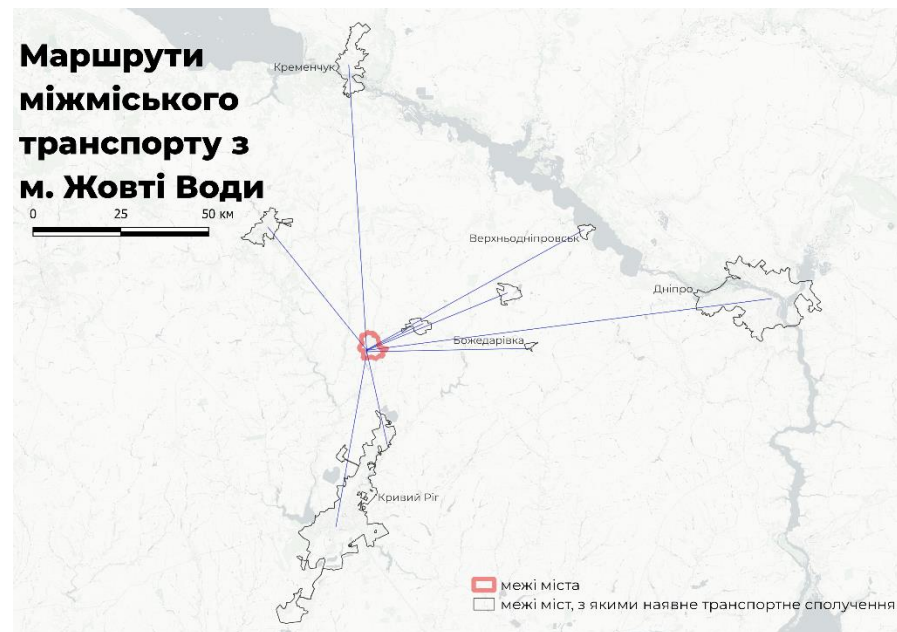 Маршрути
міжміського
транспорту з
м. Жовті Води
0 25 50 км
Кременчук
Верхньодніпровськ
Дніпро
Божедарівка
Кривий Ріг
межі міста
межі міст, з якими наявне транспортне сполучення